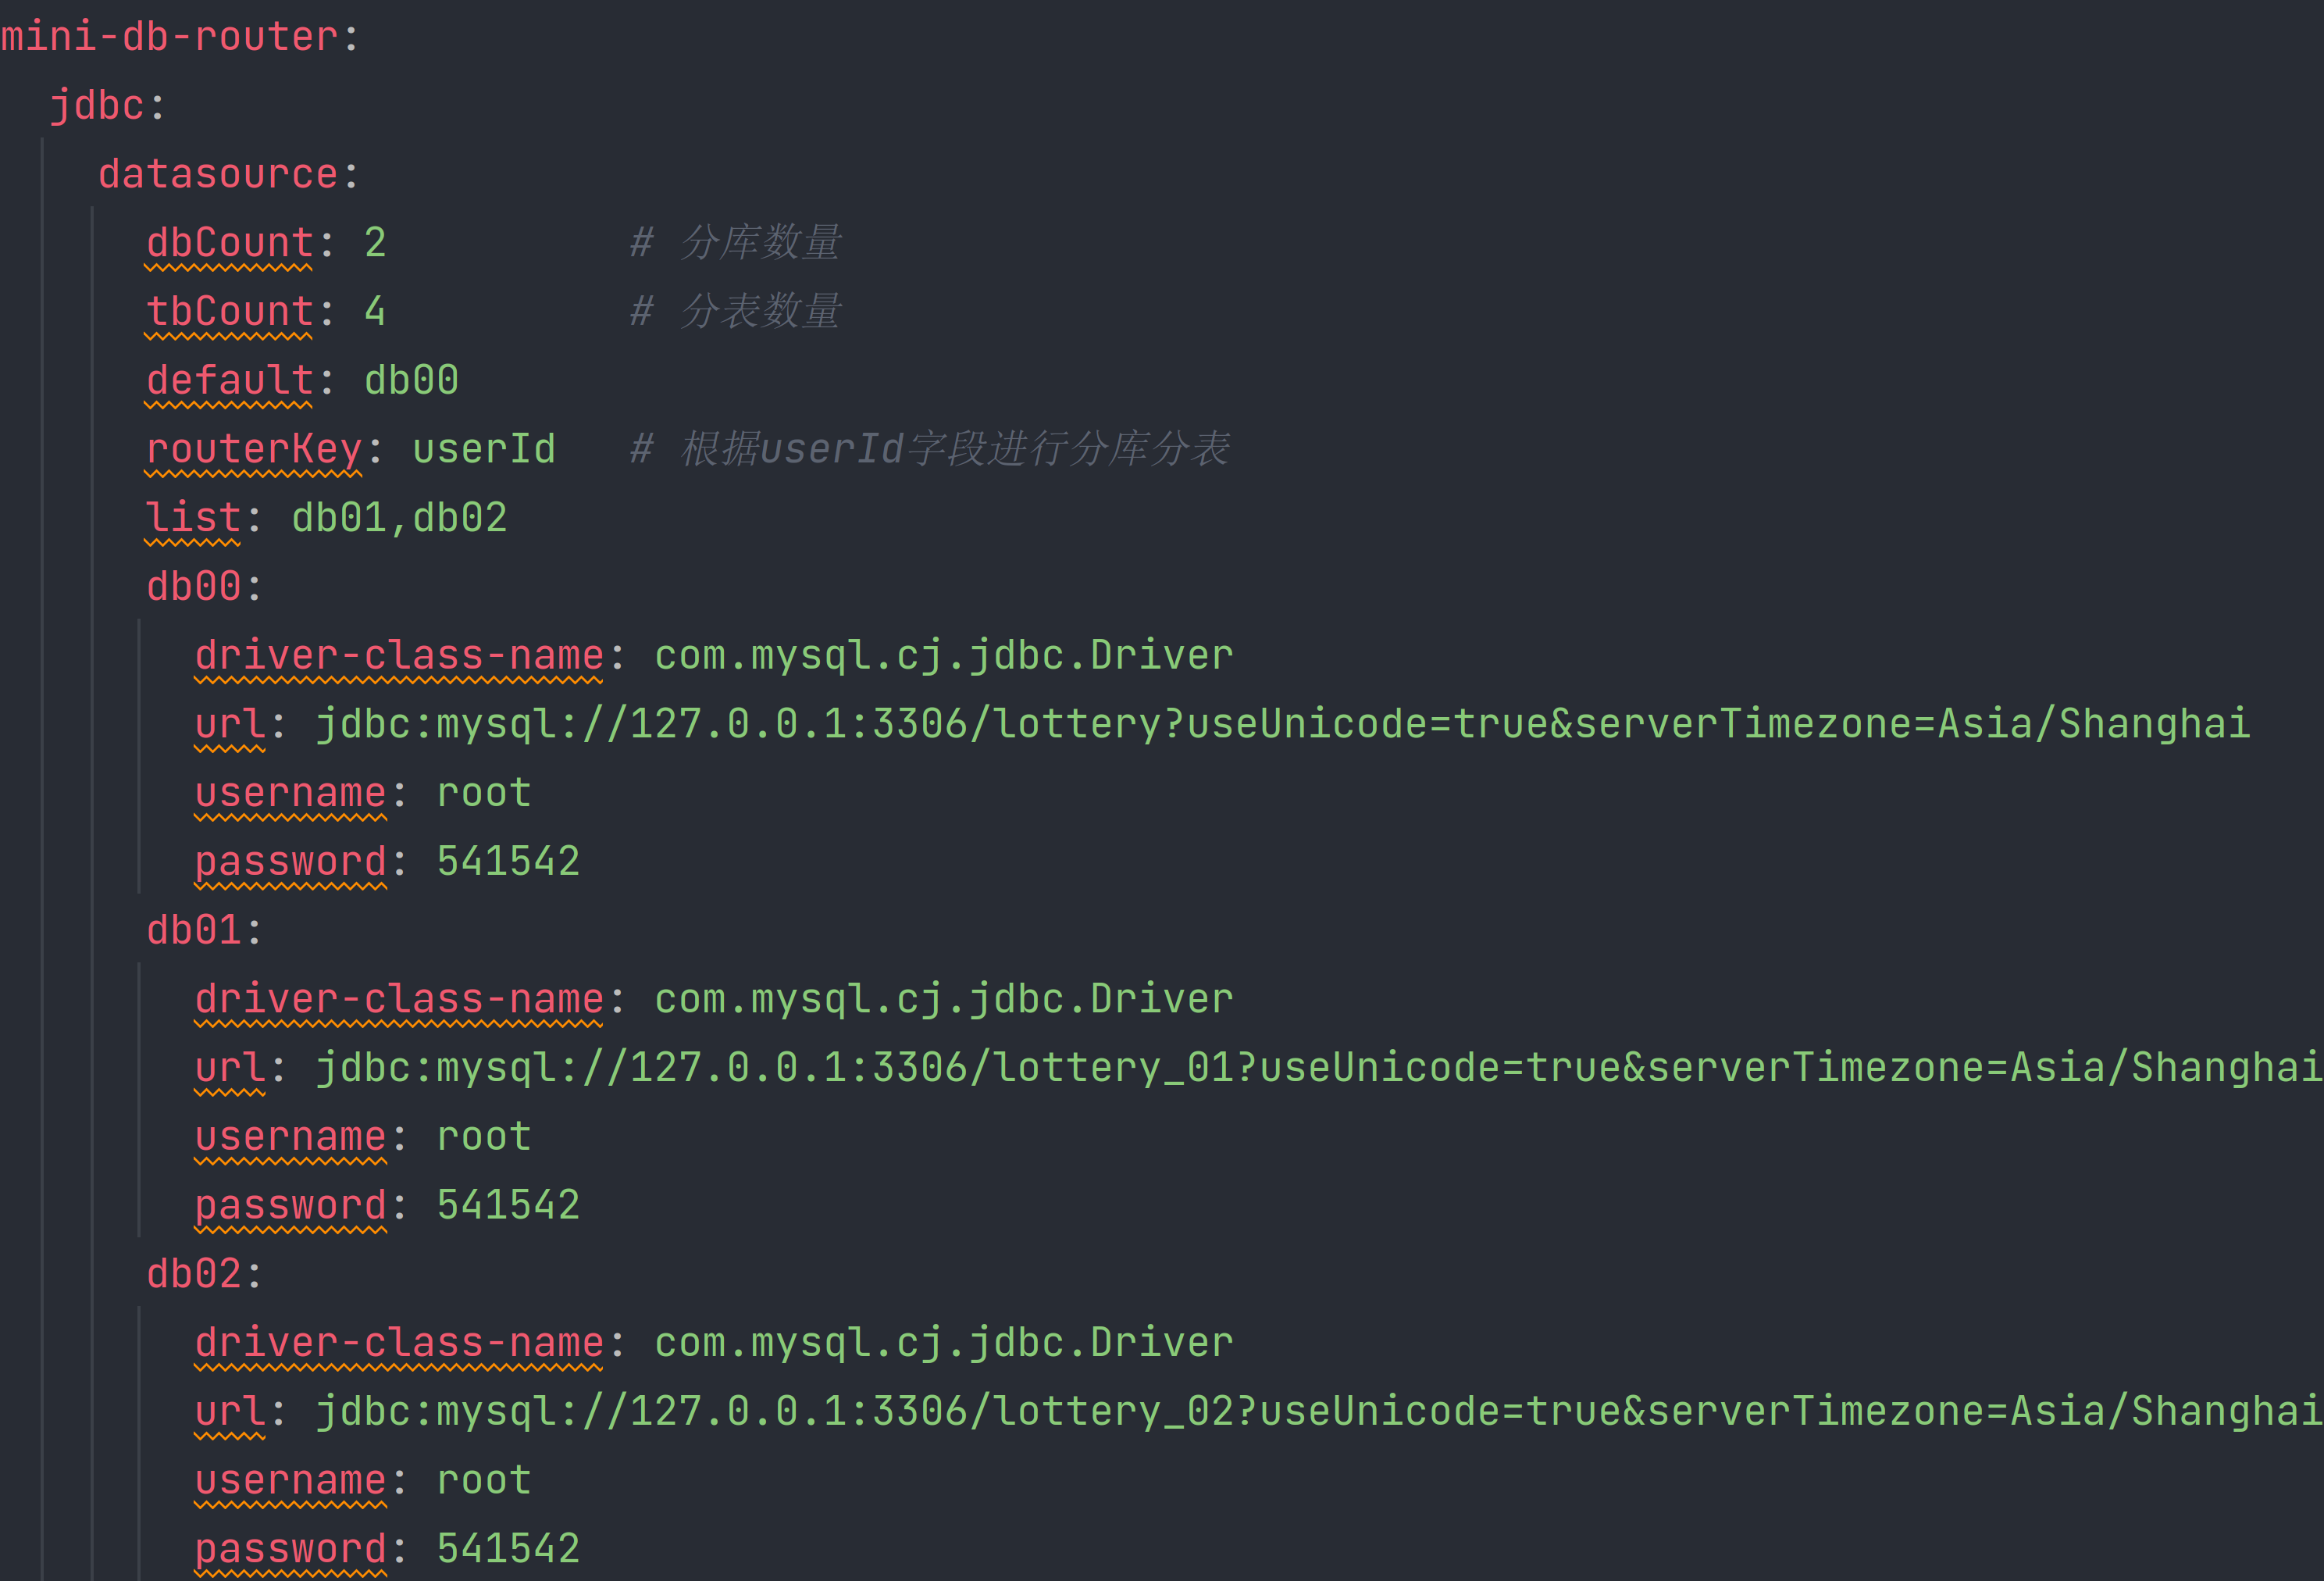 mini-db-router:
  jdbc:
    datasource:
      dbCount: 2          # 分库数量
      tbCount: 4          # 分表数量
      default: db00
      routerKey: userId   # 根据userId字段进行分库分表
      list: db01,db02
      db00:
        driver-class-name: com.mysql.cj.jdbc.Driver
        url: jdbc:mysql://127.0.0.1:3306/lottery?useUnicode=true&serverTimezone=Asia/Shanghai
        username: root
        password: 541542
      db01:
        driver-class-name: com.mysql.cj.jdbc.Driver
        url: jdbc:mysql://127.0.0.1:3306/lottery_01?useUnicode=true&serverTimezone=Asia/Shanghai
        username: root
        password: 541542
      db02:
        driver-class-name: com.mysql.cj.jdbc.Driver
        url: jdbc:mysql://127.0.0.1:3306/lottery_02?useUnicode=true&serverTimezone=Asia/Shanghai
        username: root
        password: 541542